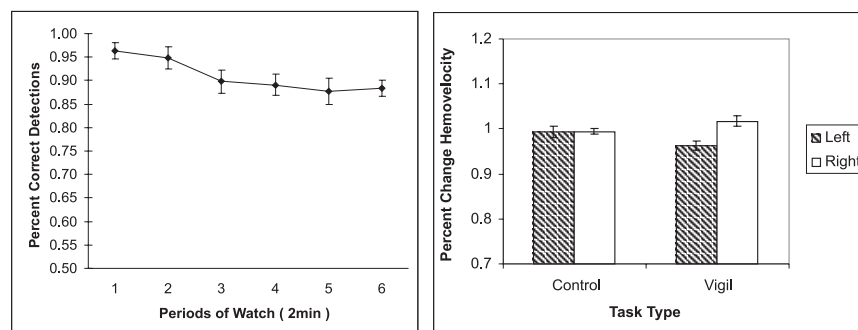 Percent Correct Detections
1.00
0.95
0.90
0.85
0.80
0.75
0.70
0.65
0.60
0.55
0.50
1 2 3 4 5 6
Periods of Watch ( 2min )
Percent Change Hemovelocity
1.2
1.1
1
0.9
0.8
0.7
Control Vigil
Task Type
Left
Right